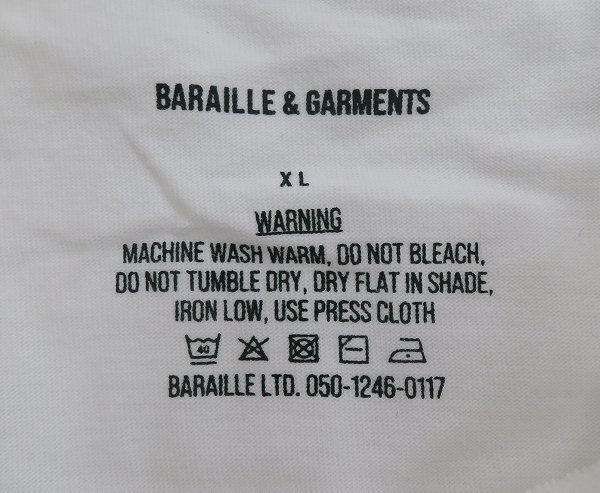 BARAILLE & GARMENTS
XL
WARNING
MACHINE WASH WARM, DO NOT BLEACH,
DO NOT TUMBLE DRY, DRY FLAT IN SHADE,
IRON LOW, USE PRESS CLOTH
40
BARAILLE LTD. 050-1246-0117